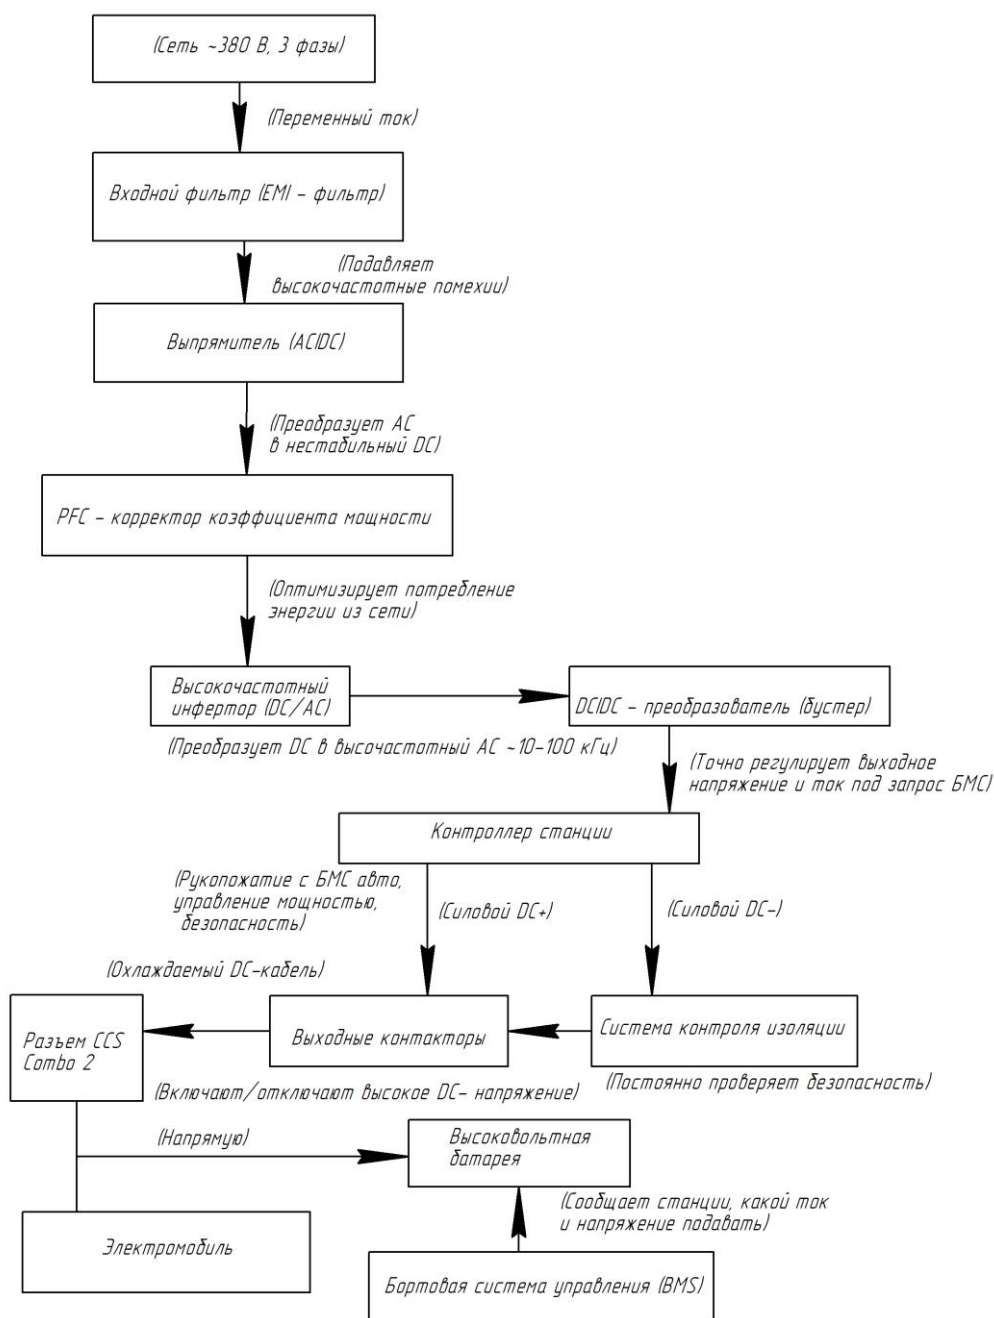 (Сеть ~380 В, 3 фазы)
(Переменный ток)
Входной фильтр (EMI - фильтр)
(Подавляет
высокочастотные помехии)
Выпрямитель (AC|DC)
(Преобразует AC
в нестабильный DC)
PFC - корректор коэффициента мощности
(Оптимизирует потребление
энергии из сети)
Высокочастотный
инфертор (DC/AC)
DC|DC - преобразователь (бустер)
(Преобразует DC в высочастотный AC ~10-100 кГц)
(Точно регулирует выходное
напряжение и ток под запрос БМС)
Контроллер станции
(Рукопожатие с БМС авто,
управление мощностью,
безопасность)
(Силовой DC+)
(Силовой DC-)
(Охлаждаемый DC-кабель)
Разъем CCS
Combo 2
Выходные контакторы
Система контроля изоляции
(Включают/отключают высокое DC- напряжение)
(Постоянно проверяет безопасность)
(Напрямую)
Высоковольтная
батарея
(Сообщает станции, какой ток
и напряжение подавать)
Электромобиль
Бортовая система управления (BMS)